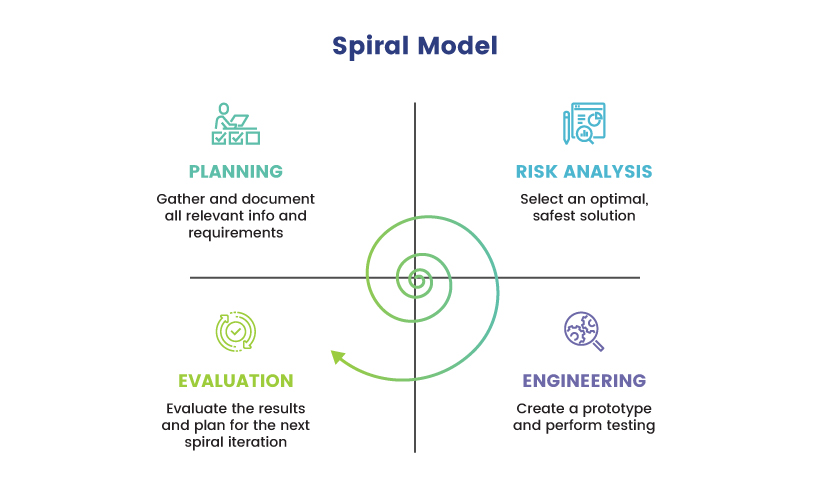 Spiral Model
PLANNING
Gather and document
all relevant info and
requirements
RISK ANALYSIS
Select an optimal,
safest solution
EVALUATION
Evaluate the results
and plan for the next
spiral iteration
ENGINEERING
Create a prototype
and perform testing